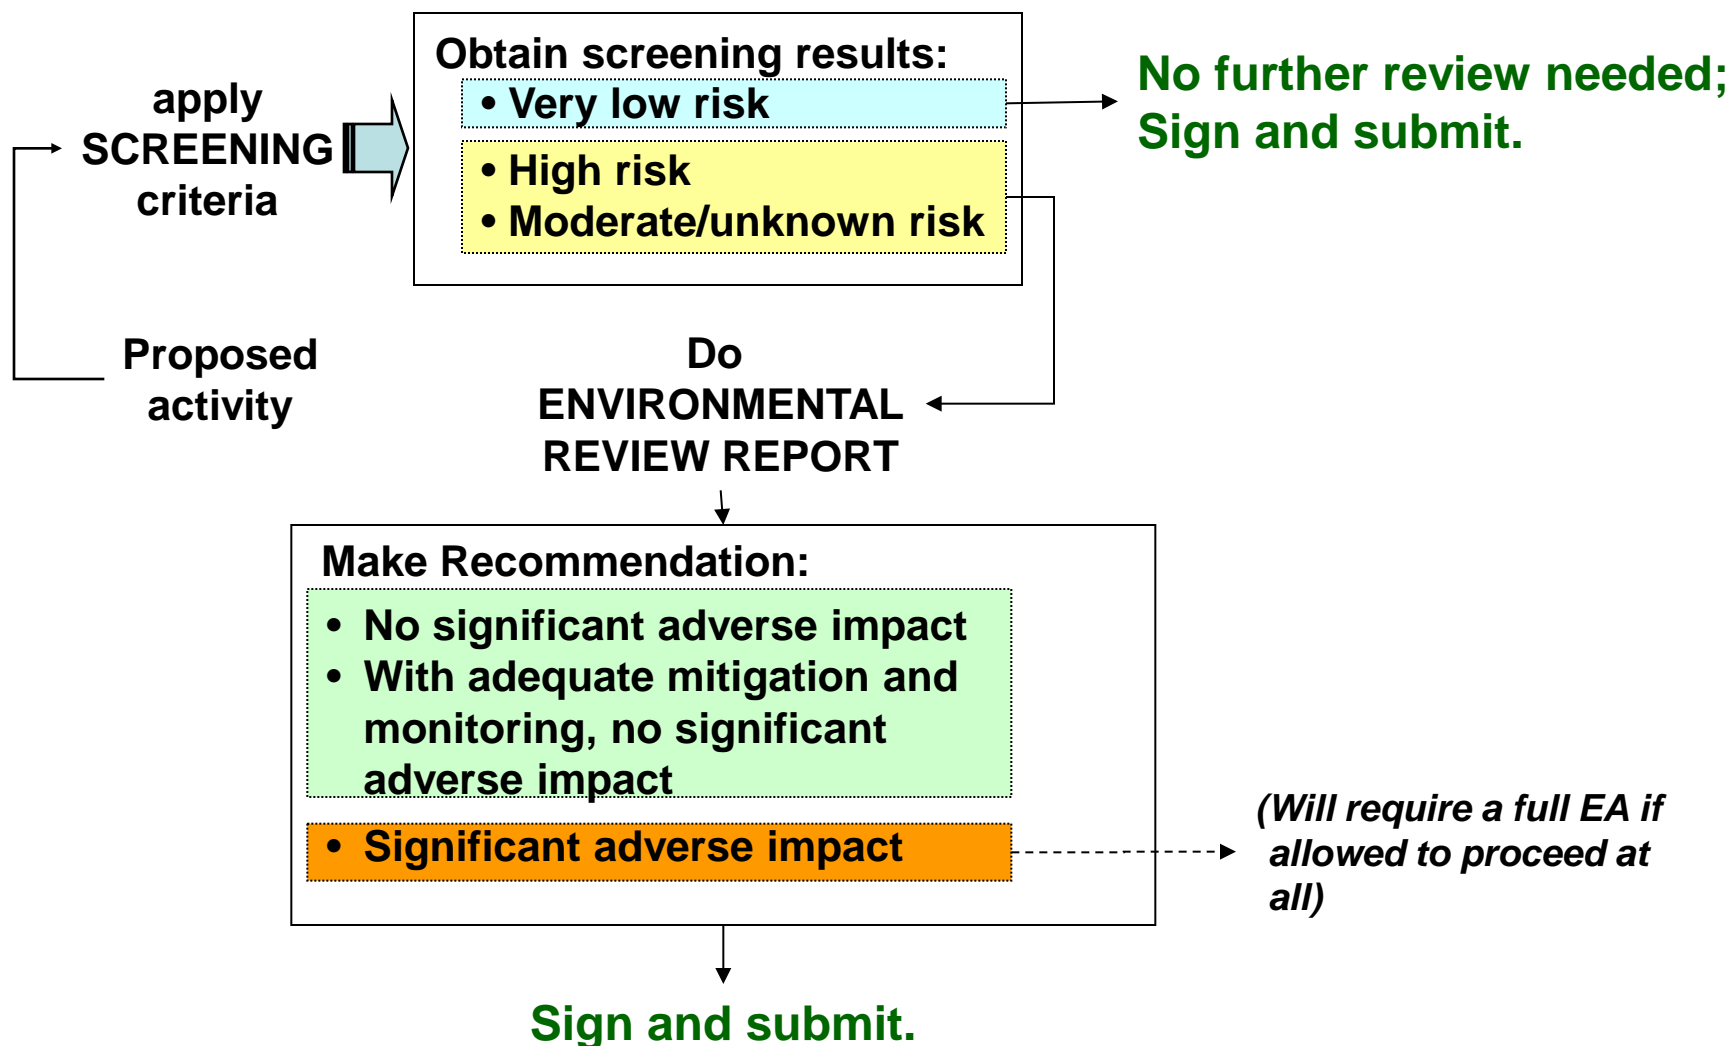 Obtain screening results:
• Very low risk
• High risk
• Moderate/unknown risk
No further review needed;
Sign and submit.
apply
SCREENING
criteria
Proposed
activity
Do
ENVIRONMENTAL
REVIEW REPORT
Make Recommendation:
• No significant adverse impact
• With adequate mitigation and
monitoring, no significant
adverse impact
• Significant adverse impact
(Will require a full EA if
allowed to proceed at
all)
Sign and submit.